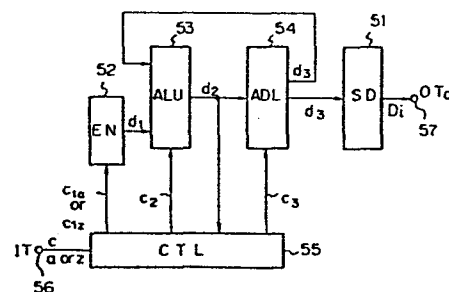 53
54
51
52
d3
ALU
d2
ADL
d3
SD
OTo
Di
57
EN
d1
c1a
or
c1z
c2
c3
IT
c
a or z
CTL
55
56